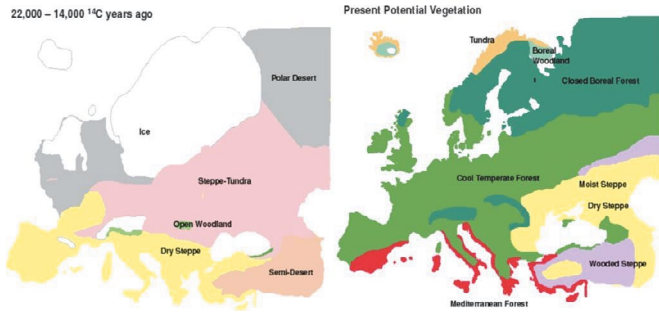 22,000 – 14,000 ¹⁴C years ago
Polar Desert
Ice
Steppe-Tundra
Open Woodland
Dry Steppe
Semi-Desert
Present Potential Vegetation
Tundra
Boreal
Woodland
Closed Boreal Forest
Cool Temperate Forest
Moist Steppe
Dry Steppe
Wooded Steppe
Mediterranean Forest